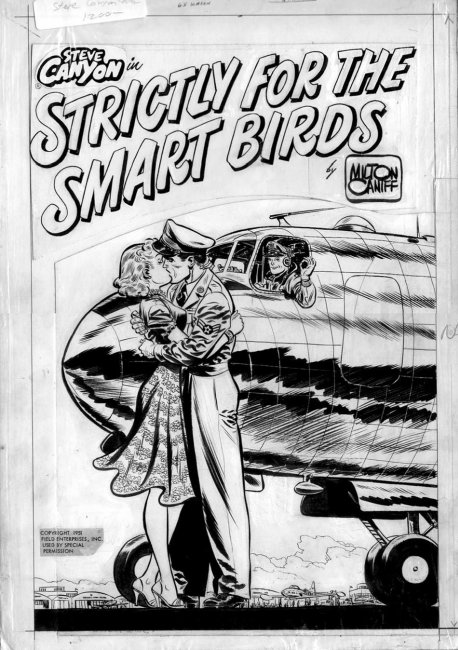 1200-
STEVE
CANYON in
STRICTLY FOR THE
SMART BIRDS
by MILTON
CANIFF
COPYRIGHT 1951
FIELD ENTERPRISES, INC.
USED BY SPECIAL
PERMISSION